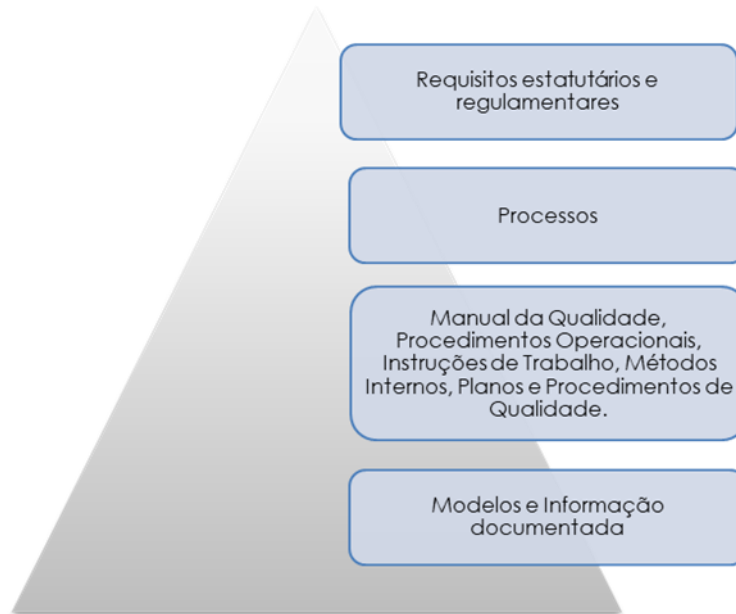 Requisitos estatutários e
regulamentares
Processos
Manual da Qualidade,
Procedimentos Operacionais,
Instruções de Trabalho, Métodos
Internos, Planos e Procedimentos de
Qualidade.
Modelos e Informação
documentada